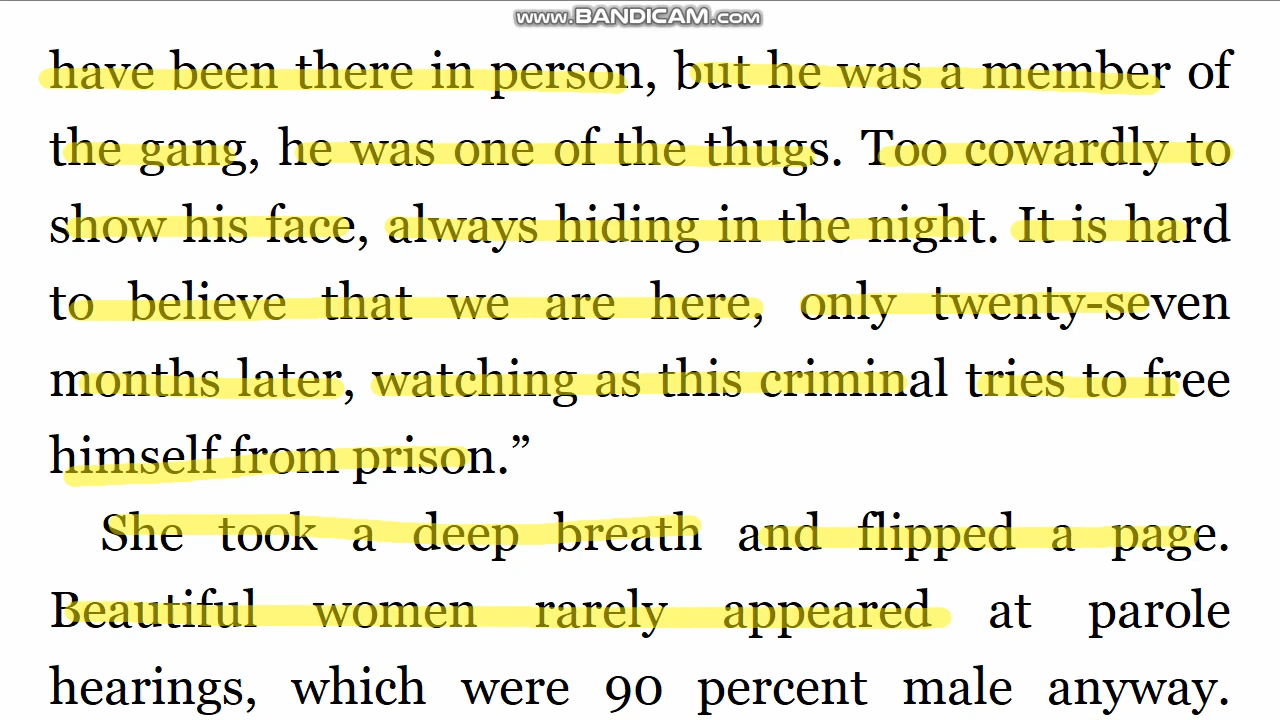 www.BANDICAM.com
have been there in person, but he was a member of
the gang, he was one of the thugs. Too cowardly to
show his face, always hiding in the night. It is hard
to believe that we are here, only twenty-seven
months later, watching as this criminal tries to free
himself from prison.”
She took a deep breath and flipped a page.
Beautiful women rarely appeared at parole
hearings, which were 90 percent male anyway.